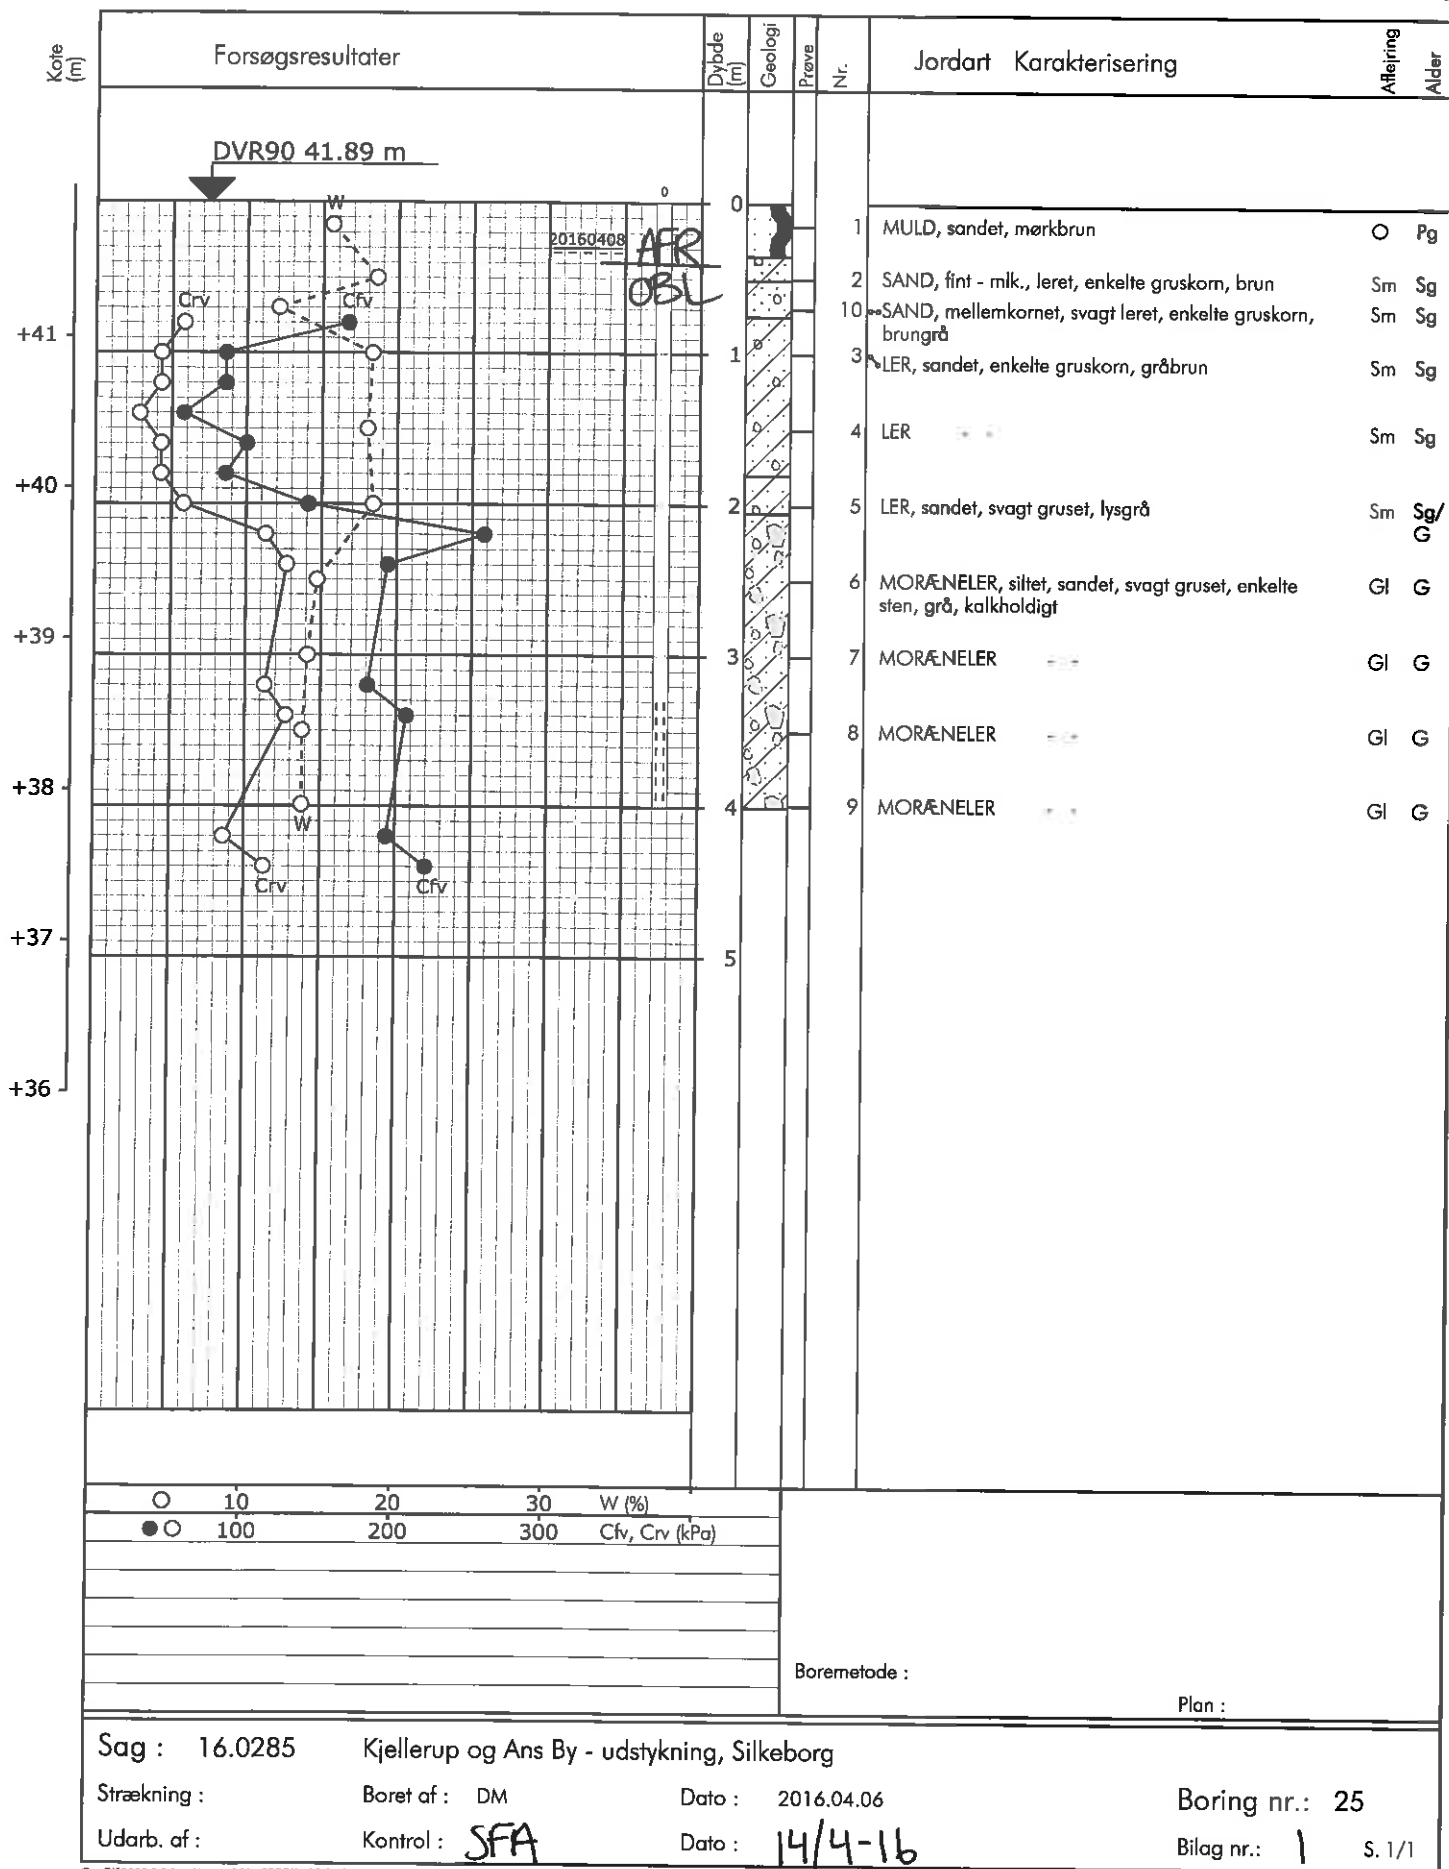 Kote (m)
Forsøgsresultater
Dybde (m)
Geologi
Prøve
Nr.
Jordart Karakterisering
Aflejring
Alder
DVR90 41.89 m
W
0
0
20160408
AFR
OBL
1 MULD, sandet, mørkbrun O Pg
2 SAND, fint - mlk., leret, enkelte gruskorn, brun Sm Sg
Crv
Cfv
10 SAND, mellemkornet, svagt leret, enkelte gruskorn, Sm Sg
brungrå
+41
1
3 LER, sandet, enkelte gruskorn, gråbrun Sm Sg
4 LER - " - Sm Sg
+40
2
5 LER, sandet, svagt gruset, lysgrå Sm Sg/
G
6 MORÆNELER, siltet, sandet, svagt gruset, enkelte Gl G
sten, grå, kalkholdigt
+39
3
7 MORÆNELER - " - Gl G
8 MORÆNELER - " - Gl G
+38
4
9 MORÆNELER - " - Gl G
W
Crv
Cfv
+37
5
+36
10 20 30 W (%)
100 200 300 Cfv, Crv (kPa)
Boremetode :
Plan :
Sag : 16.0285 Kjellerup og Ans By - udstykning, Silkeborg
Strækning : Boret af : DM Dato : 2016.04.06 Boring nr.: 25
Udarb. af : Kontrol : SFA Dato : 14/4-16 Bilag nr.: 1 S. 1/1